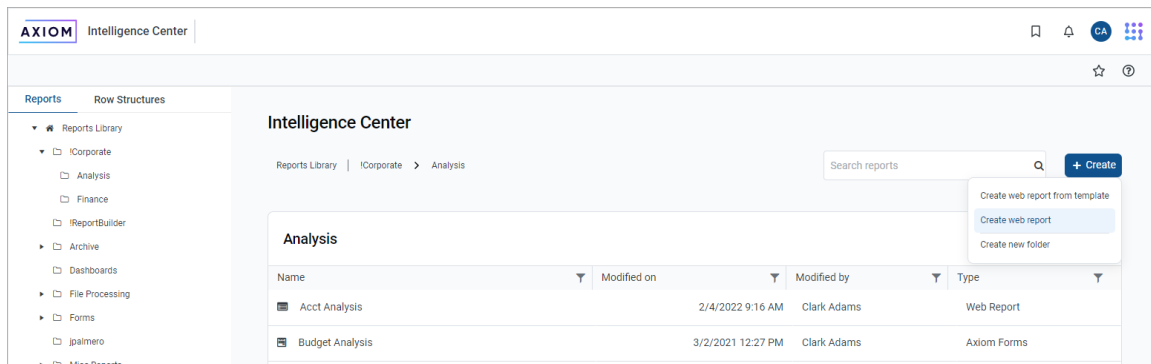 AXIOM Intelligence Center
CA
Reports Row Structures
Reports Library
!Corporate
Analysis
Finance
!ReportBuilder
Archive
Dashboards
File Processing
Forms
jpalmero
Intelligence Center
Reports Library | !Corporate > Analysis
Search reports
+ Create
Create web report from template
Create web report
Create new folder
Analysis
Name Modified on Modified by Type
Acct Analysis 2/4/2022 9:16 AM Clark Adams Web Report
Budget Analysis 3/2/2021 12:27 PM Clark Adams Axiom Forms